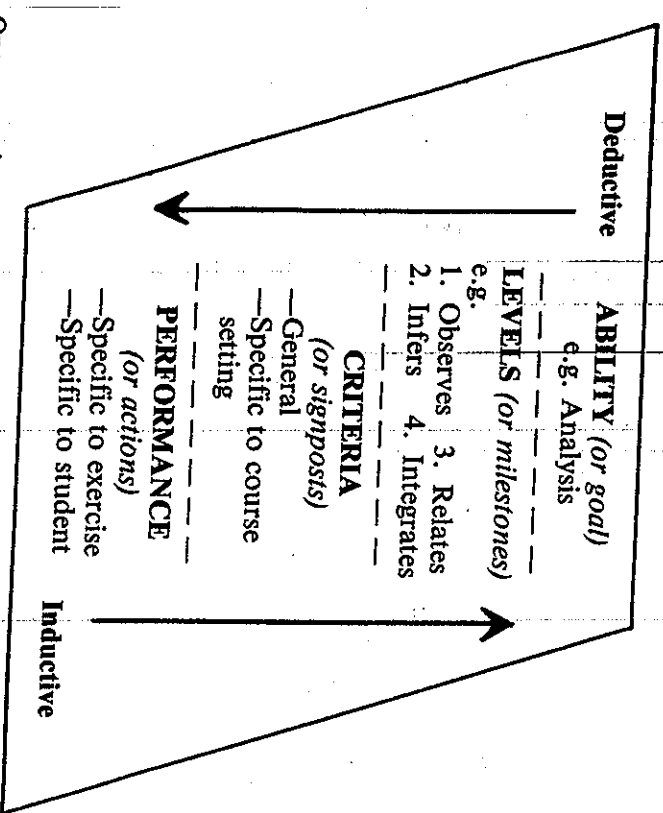 Deductive
ABILITY (or goal)
e.g. Analysis
LEVELS (or milestones)
e.g.
1. Observes 3. Relates
2. Infers 4. Integrates
CRITERIA
(or signposts)
—General
—Specific to course
setting
PERFORMANCE
(or actions)
—Specific to exercise
—Specific to student
Inductive